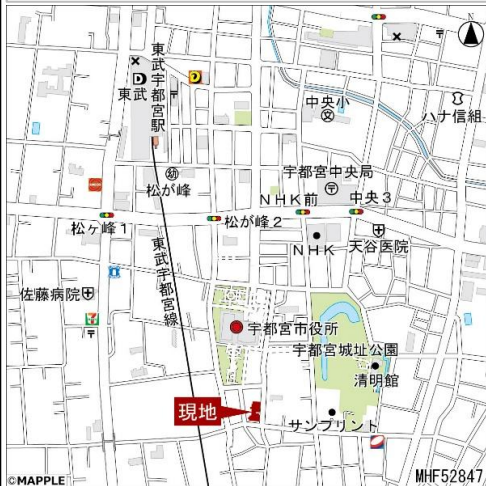 N
東武宇都宮駅
東武
中央小
文
ハナ信組
幼
松が峰
宇都宮中央局
NHK前
中央3
松ヶ峰1
松が峰2
NHK
天谷医院
東武宇都宮線
佐藤病院
宇都宮市役所
宇都宮城址公園
清明館
現地
サンプリント
©MAPPLE
MHF52847